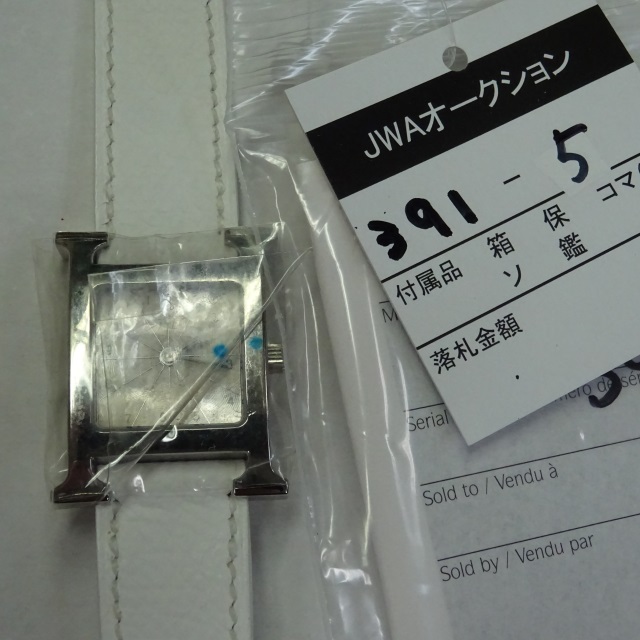 JWAオークション
391-5
付属品 箱 保 コマ
ソ 鑑
落札金額
Serial
Sold to / Vendu à
Sold by / Vendu par